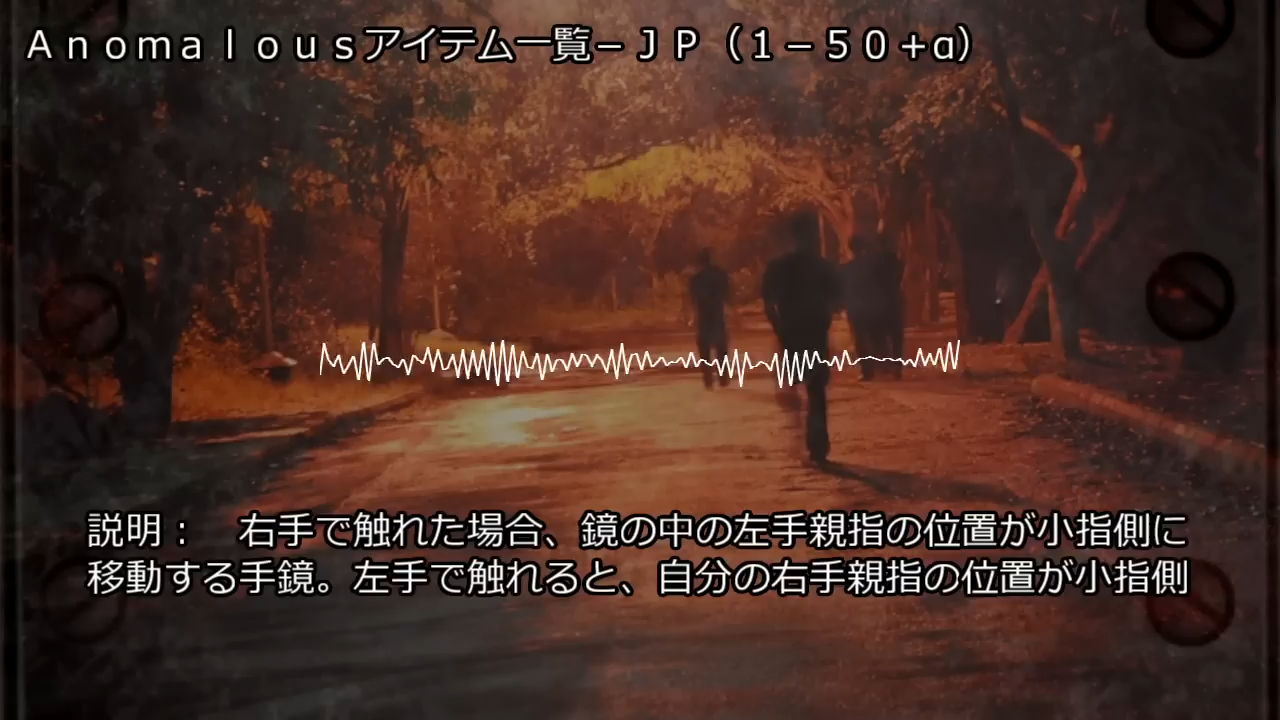 Ａｎｏｍａｌｏｕｓアイテム一覧－ＪＰ（１－５０＋α）
説明：　右手で触れた場合、鏡の中の左手親指の位置が小指側に
移動する手鏡。左手で触れると、自分の右手親指の位置が小指側